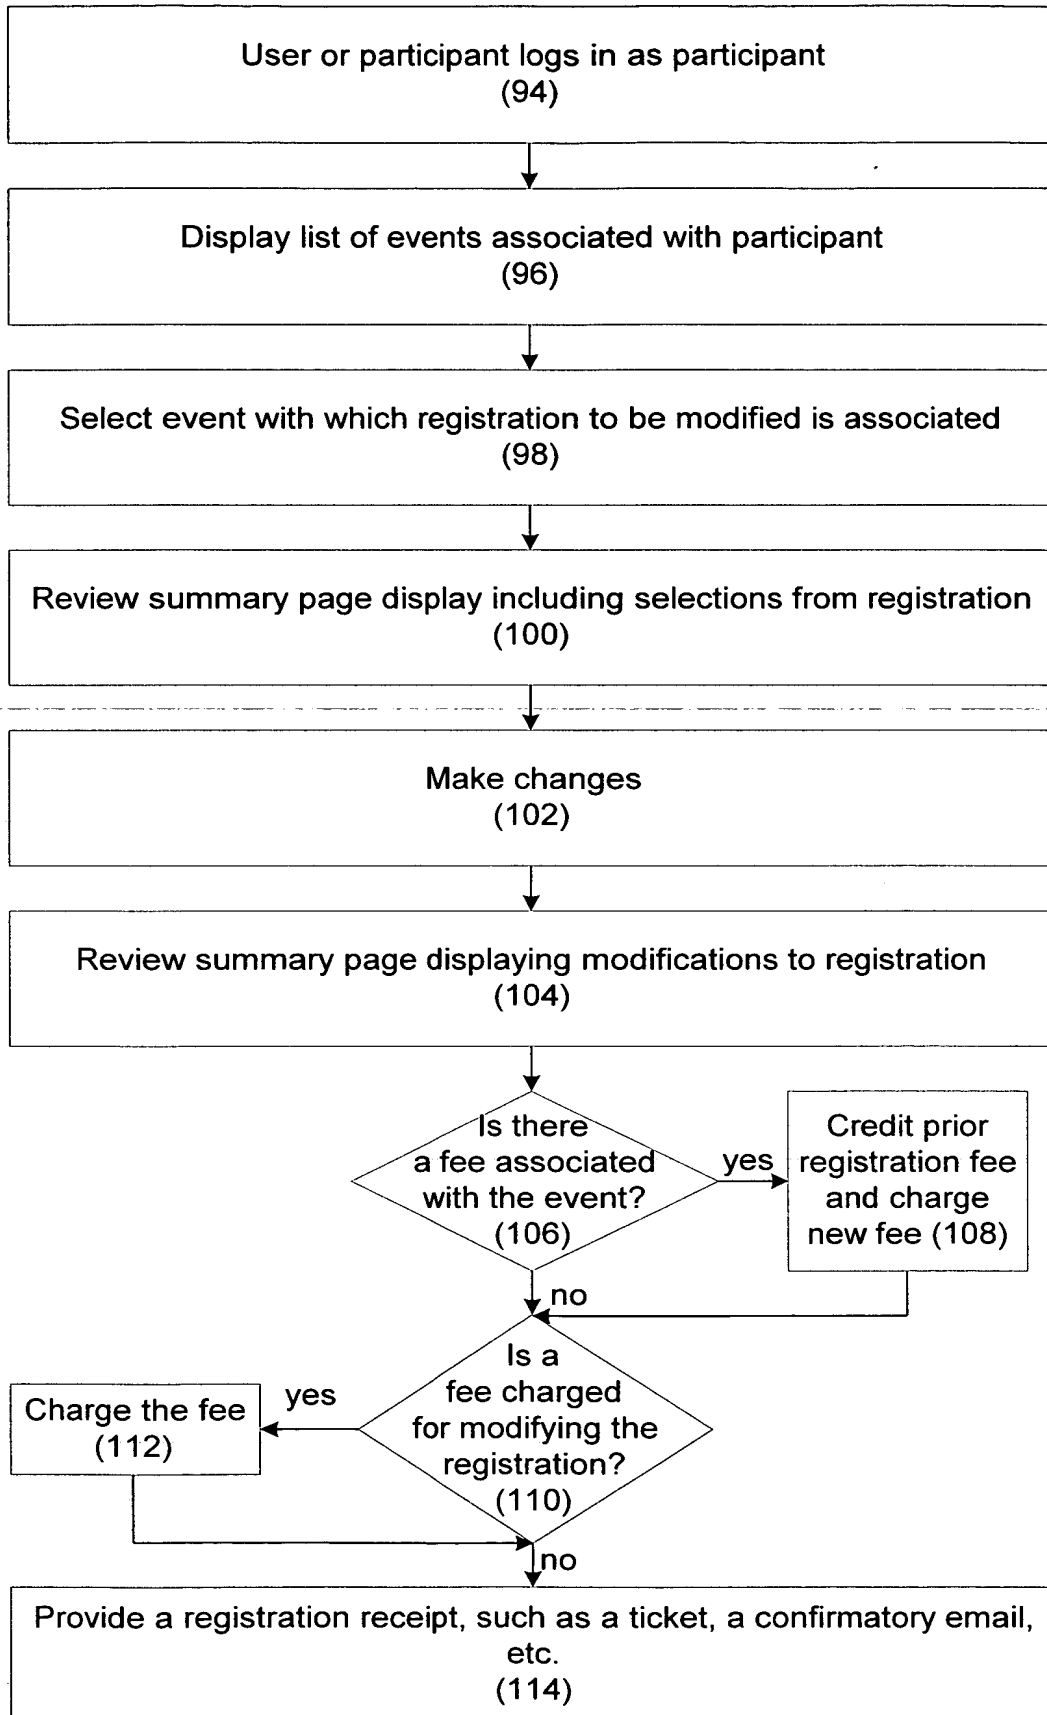 User or participant logs in as participant
(94)
Display list of events associated with participant
(96)
Select event with which registration to be modified is associated
(98)
Review summary page display including selections from registration
(100)
Make changes
(102)
Review summary page displaying modifications to registration
(104)
Is there
a fee associated
with the event?
(106)
yes
Credit prior
registration fee
and charge
new fee (108)
no
Is a
fee charged
for modifying the
registration?
(110)
yes
Charge the fee
(112)
no
Provide a registration receipt, such as a ticket, a confirmatory email,
etc.
(114)